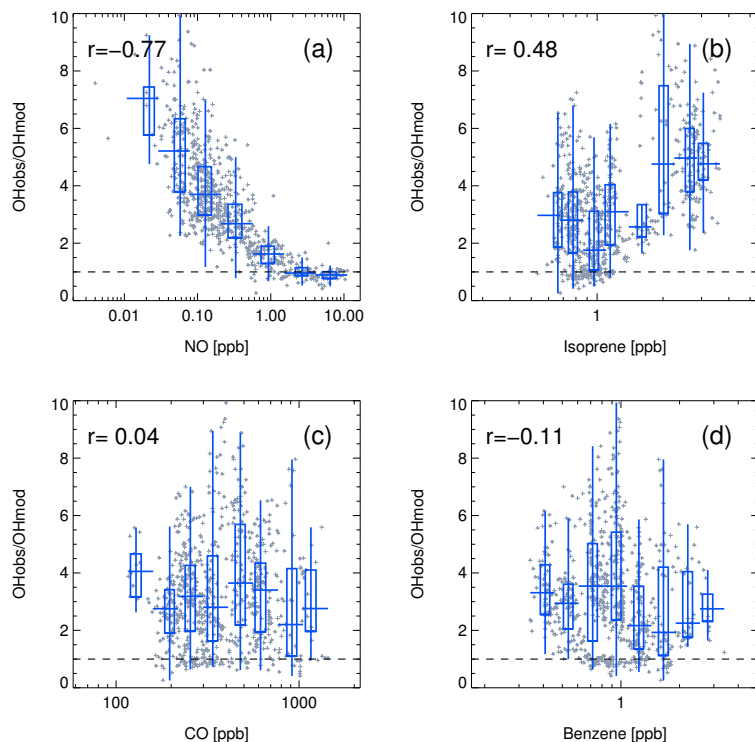 10
8
6
4
2
0
OHobs/OHmod
r=−0.77
(a)
0.01 0.10 1.00 10.00
NO [ppb]
10
8
6
4
2
0
OHobs/OHmod
r= 0.48
(b)
1
Isoprene [ppb]
10
8
6
4
2
0
OHobs/OHmod
r= 0.04
(c)
100 1000
CO [ppb]
10
8
6
4
2
0
OHobs/OHmod
r=−0.11
(d)
1
Benzene [ppb]